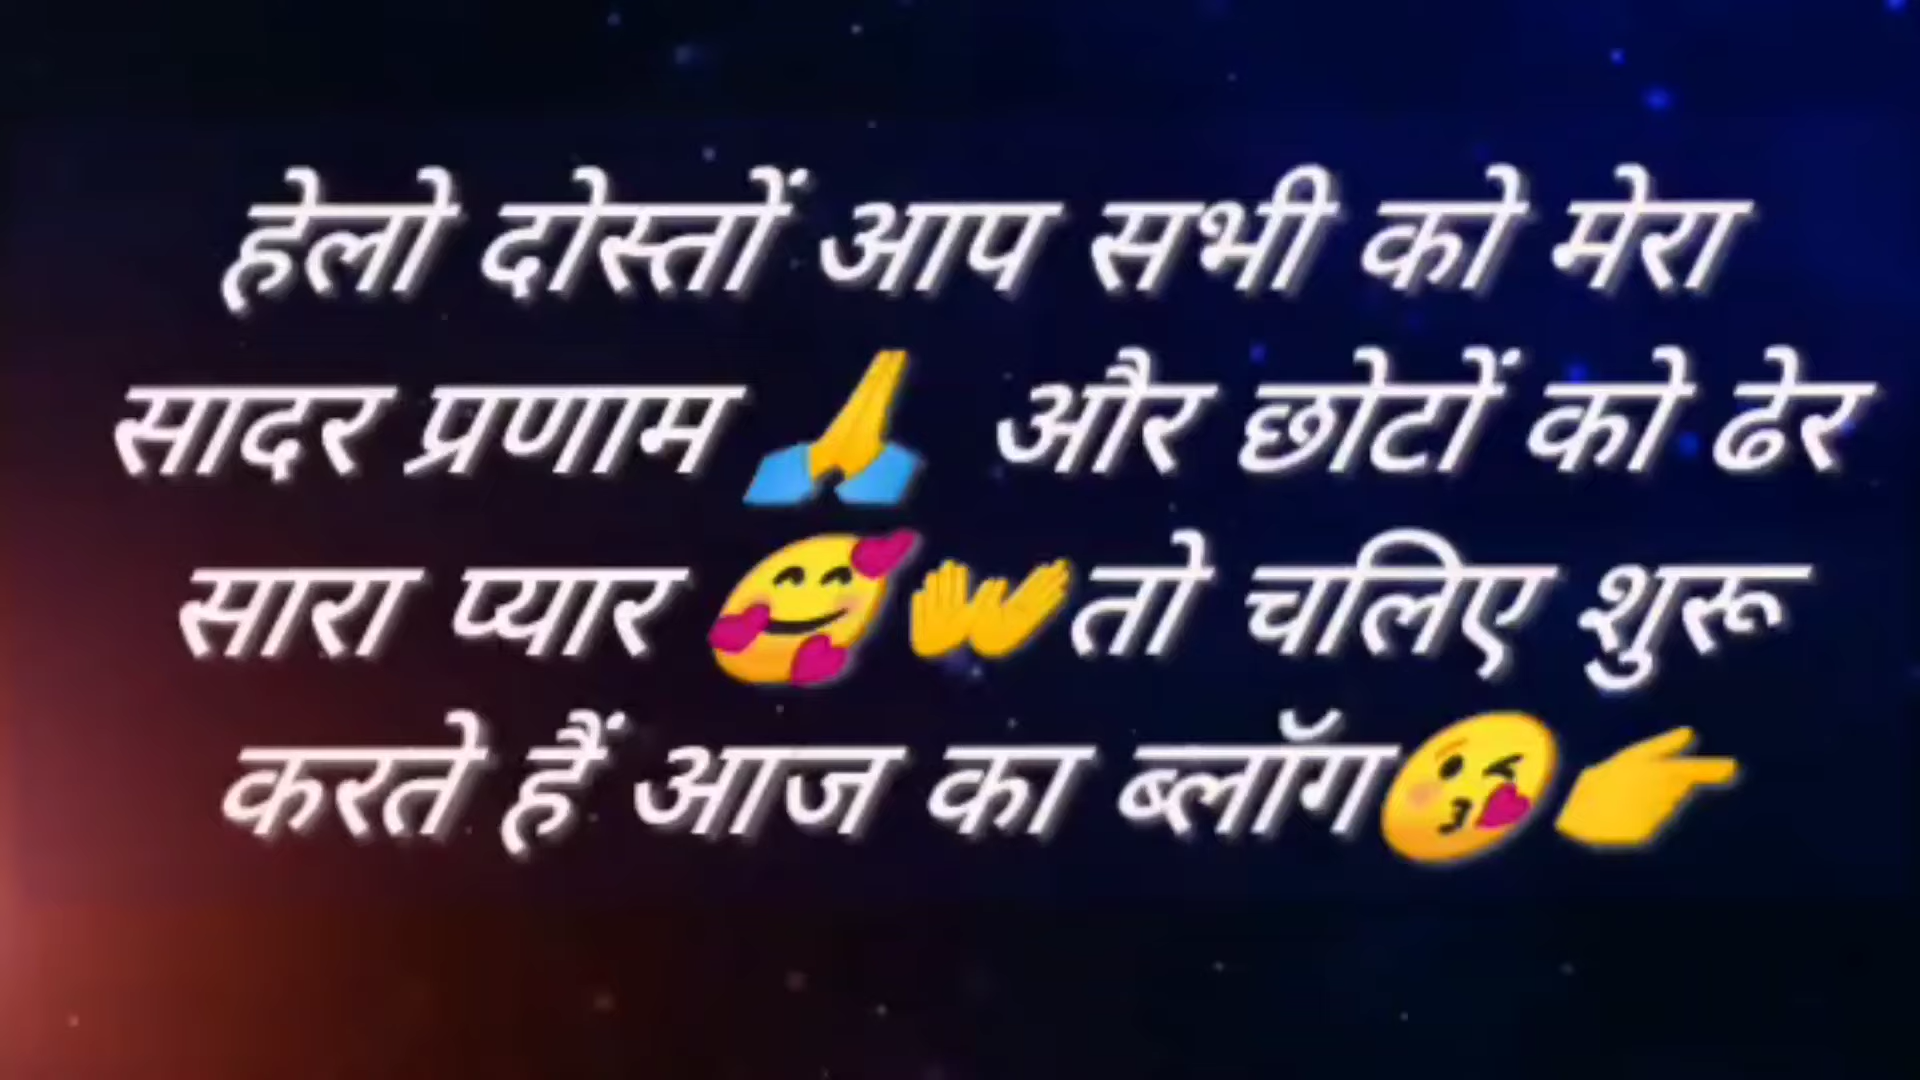 हेलो दोस्तों आप सभी को मेरा
सादर प्रणाम 🙏 और छोटों को ढेर
सारा प्यार 🥰👐तो चलिए शुरू
करते हैं आज का ब्लॉग😘👉